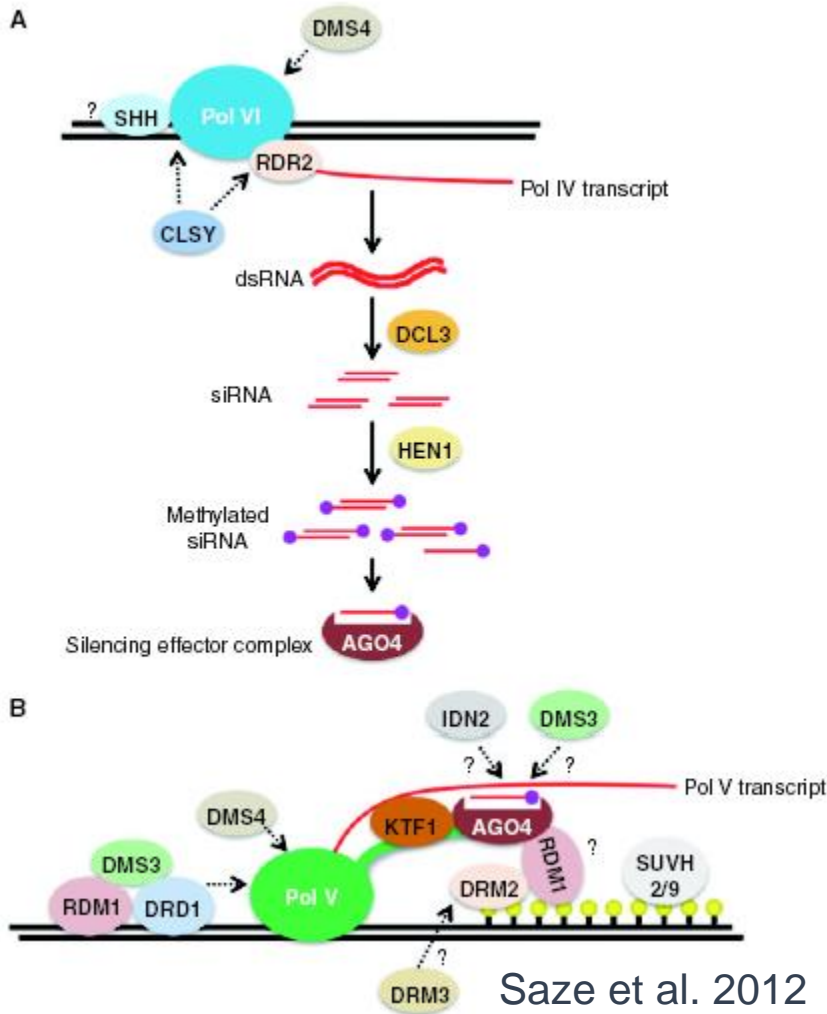 A
DMS4
?
SHH
Pol VI
RDR2
Pol IV transcript
CLSY
dsRNA
DCL3
siRNA
HEN1
Methylated
siRNA
Silencing effector complex
AGO4
B
IDN2
DMS3
?
?
Pol V transcript
DMS4
KTF1
AGO4
DMS3
RDM1
?
SUVH
2/9
RDM1
DRD1
Pol V
DRM2
?
DRM3
Saze et al. 2012